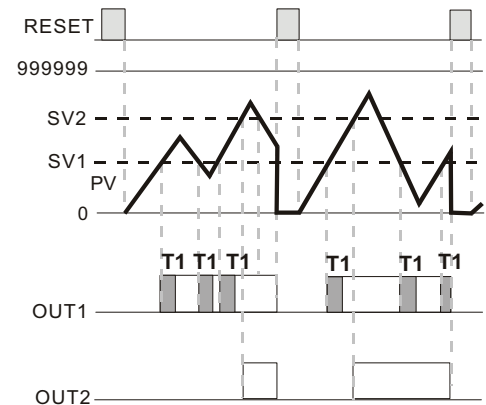 RESET
999999
SV2
SV1
PV
0
T1 T1 T1 T1 T1 T1
OUT1
OUT2